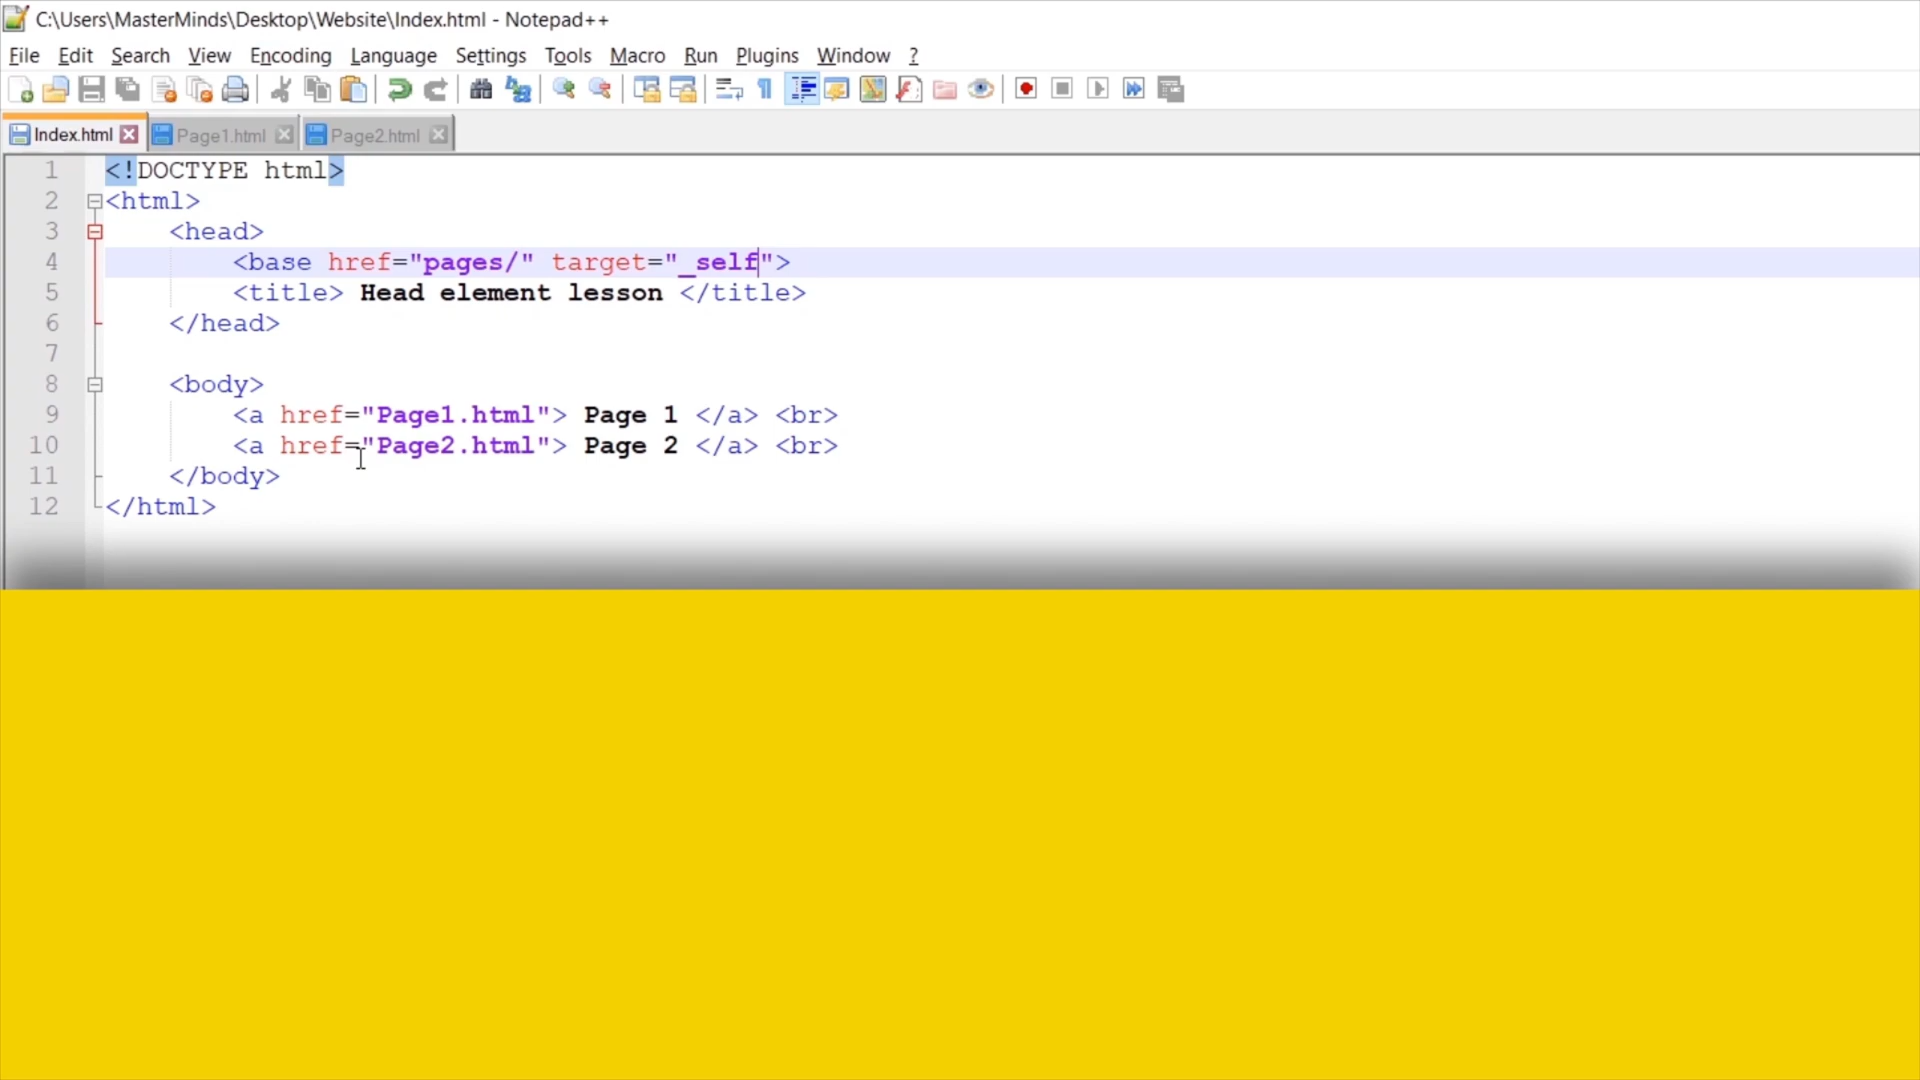 C:\Users\MasterMinds\Desktop\Website\Index.html - Notepad++
File Edit Search View Encoding Language Settings Tools Macro Run Plugins Window ?
Index.html Page1.html Page2.html
1 <!DOCTYPE html>
2 <html>
3 <head>
4 <base href="pages/" target="_self">
5 <title> Head element lesson </title>
6 </head>
7
8 <body>
9 <a href="Page1.html"> Page 1 </a> <br>
10 <a href="Page2.html"> Page 2 </a> <br>
11 </body>
12 </html>